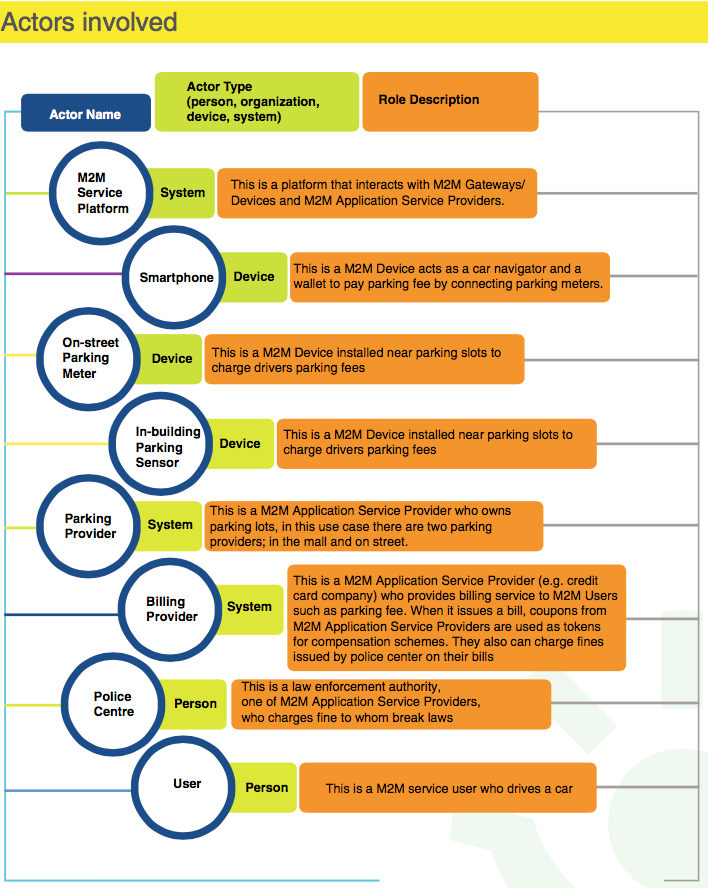 Actors involved
Actor Name
Actor Type
(person, organization,
device, system)
Role Description
M2M
Service
Platform
System
This is a platform that interacts with M2M Gateways/
Devices and M2M Application Service Providers.
Smartphone
Device
This is a M2M Device acts as a car navigator and a
wallet to pay parking fee by connecting parking meters.
On-street
Parking
Meter
Device
This is a M2M Device installed near parking slots to
charge drivers parking fees
In-building
Parking
Sensor
Device
This is a M2M Device installed near parking slots to
charge drivers parking fees
Parking
Provider
System
This is a M2M Application Service Provider who owns
parking lots, in this use case there are two parking
providers; in the mall and on street.
Billing
Provider
System
This is a M2M Application Service Provider (e.g. credit
card company) who provides billing service to M2M Users
such as parking fee. When it issues a bill, coupons from
M2M Application Service Providers are used as tokens
for compensation schemes. They also can charge fines
issued by police center on their bills
Police
Centre
Person
This is a law enforcement authority,
one of M2M Application Service Providers,
who charges fine to whom break laws
User
Person
This is a M2M service user who drives a car